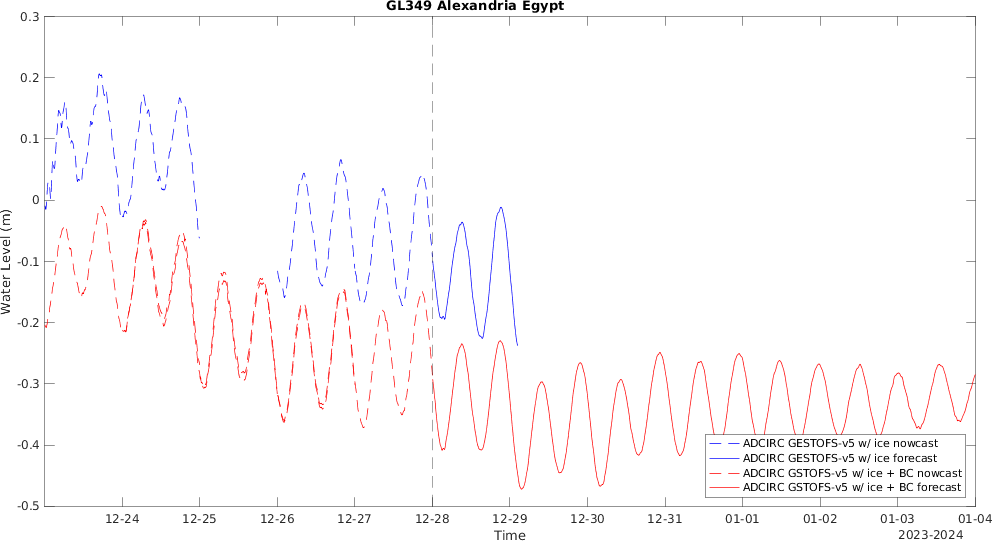 GL349 Alexandria Egypt
0.3
0.2
0.1
0
-0.1
-0.2
-0.3
-0.4
-0.5
Water Level (m)
ADCIRC GESTOFS-v5 w/ ice nowcast
ADCIRC GESTOFS-v5 w/ ice forecast
ADCIRC GSTOFS-v5 w/ ice + BC nowcast
ADCIRC GSTOFS-v5 w/ ice + BC forecast
12-24 12-25 12-26 12-27 12-28 12-29 12-30 12-31 01-01 01-02 01-03 01-04
Time
2023-2024